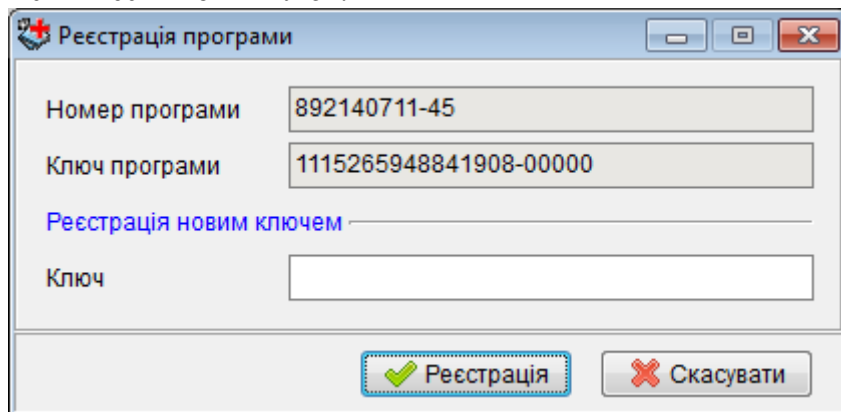 Реєстрація програми
Номер програми 892140711-45
Ключ програми 1115265948841908-00000
Реєстрація новим ключем
Ключ
Реєстрація Скасувати